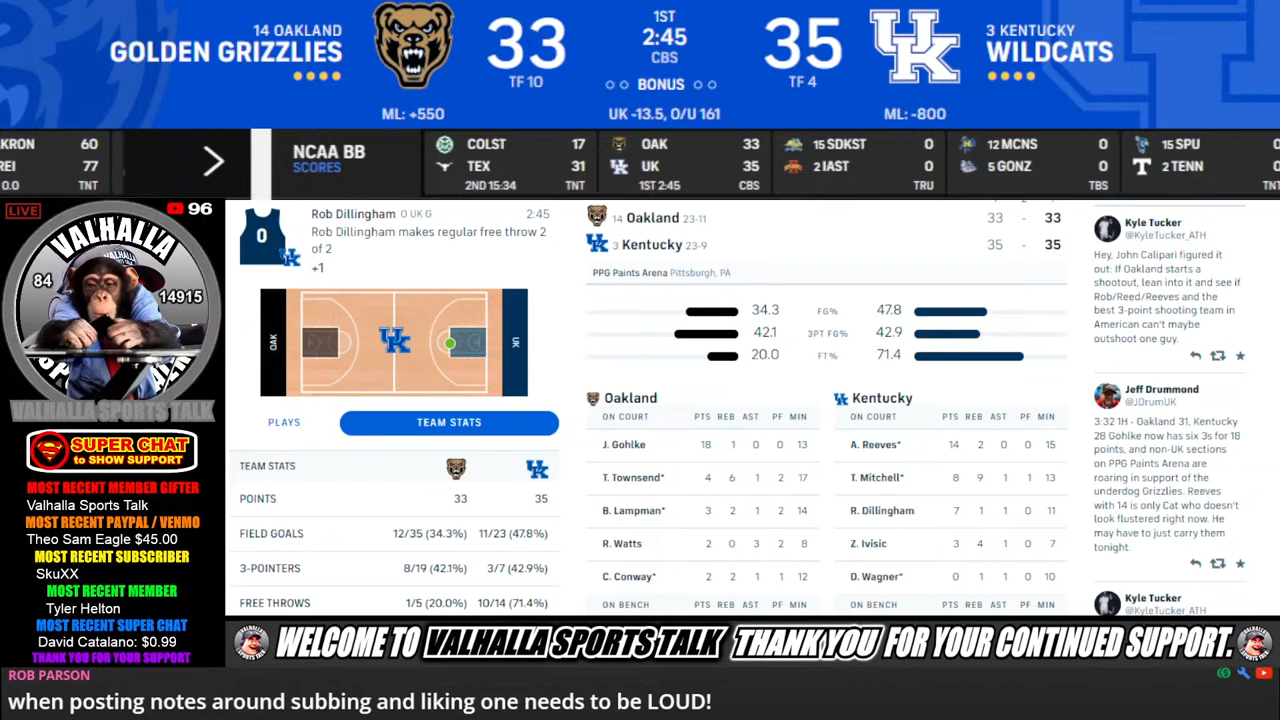 14 OAKLAND
GOLDEN GRIZZLIES
33
TF 10
ML: +550
1ST
2:45
CBS
BONUS
UK -13.5, O/U 161
35
TF 4
ML: -800
3 KENTUCKY
WILDCATS
KRON 60
REI 77
0.0 TNT
NCAA BB
SCORES
COLST 17
TEX 31
2ND 15:34 TNT
OAK 33
UK 35
1ST 2:45 CBS
15 SDKST 0
2 IAST 0
TRU
12 MCNS 0
5 GONZ 0
TBS
15 SPU 0
2 TENN 0
TNT
LIVE
96
VALHALLA
84
14915
VALHALLA SPORTS TALK
SUPER CHAT
to SHOW SUPPORT
MOST RECENT MEMBER GIFTER
Valhalla Sports Talk
MOST RECENT PAYPAL / VENMO
Theo Sam Eagle $45.00
MOST RECENT SUBSCRIBER
SkuXX
MOST RECENT MEMBER
Tyler Helton
MOST RECENT SUPER CHAT
David Catalano: $0.99
THANK YOU FOR YOUR SUPPORT
0
Rob Dillingham 0 UK G 2:45
Rob Dillingham makes regular free throw 2
of 2
+1
OAK
UK
PLAYS
TEAM STATS
TEAM STATS
POINTS 33 35
FIELD GOALS 12/35 (34.3%) 11/23 (47.8%)
3-POINTERS 8/19 (42.1%) 3/7 (42.9%)
FREE THROWS 1/5 (20.0%) 10/14 (71.4%)
14 Oakland 23-11 33 - 33
3 Kentucky 23-9 35 - 35
PPG Paints Arena Pittsburgh, PA
34.3 FG% 47.8
42.1 3PT FG% 42.9
20.0 FT% 71.4
Oakland
ON COURT PTS REB AST PF MIN
J. Gohlke 18 1 0 0 13
T. Townsend* 4 6 1 2 17
B. Lampman* 3 2 1 2 14
R. Watts 2 0 3 2 8
C. Conway* 2 2 1 1 12
ON BENCH PTS REB AST PF MIN
Kentucky
ON COURT PTS REB AST PF MIN
A. Reeves* 14 2 0 0 15
T. Mitchell* 8 9 1 1 13
R. Dillingham 7 1 1 0 11
Z. Ivisic 3 4 1 0 7
D. Wagner* 0 1 1 0 10
ON BENCH PTS REB AST PF MIN
Kyle Tucker
@KyleTucker_ATH
Hey, John Calipari figured it
out: If Oakland starts a
shootout, lean into it and see if
Rob/Reed/Reeves and the
best 3-point shooting team in
American can't maybe
outshoot one guy.
Jeff Drummond
@JDrumUK
3:32 1H - Oakland 31, Kentucky
28 Gohlke now has six 3s for 18
points, and non-UK sections
on PPG Paints Arena are
roaring in support of the
underdog Grizzlies. Reeves
with 14 is only Cat who doesn't
look flustered right now. He
may have to just carry them
tonight.
Kyle Tucker
@KyleTucker_ATH
WELCOME TO VALHALLA SPORTS TALK THANK YOU FOR YOUR CONTINUED SUPPORT.
ROB PARSON
when posting notes around subbing and liking one needs to be LOUD!